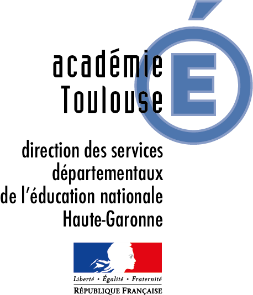 académie
Toulouse
É
direction des services
départementaux
de l'éducation nationale
Haute-Garonne
Liberté • Égalité • Fraternité
RÉPUBLIQUE FRANÇAISE